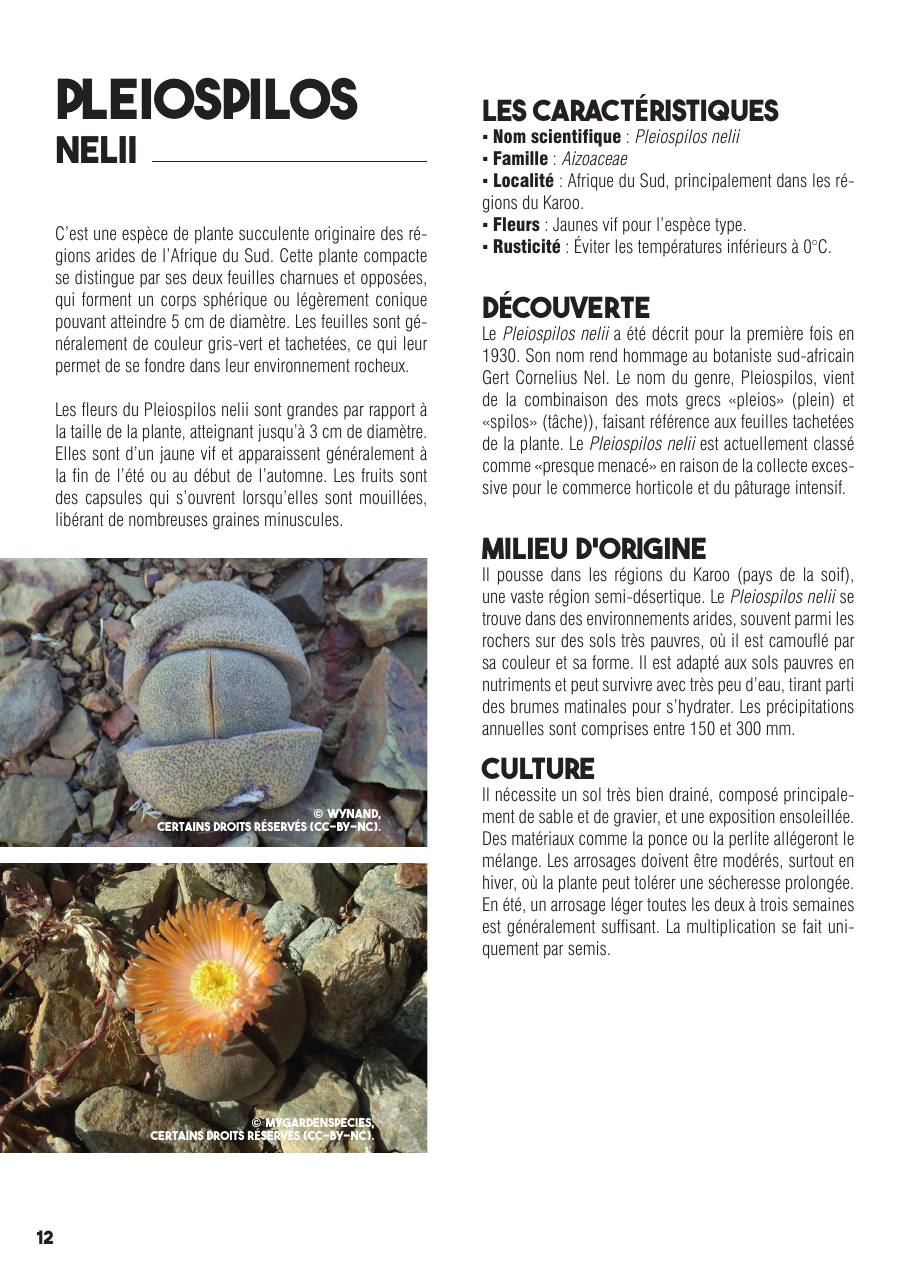 PLEIOSPILOS
NELII
C’est une espèce de plante succulente originaire des ré-
gions arides de l’Afrique du Sud. Cette plante compacte
se distingue par ses deux feuilles charnues et opposées,
qui forment un corps sphérique ou légèrement conique
pouvant atteindre 5 cm de diamètre. Les feuilles sont gé-
néralement de couleur gris-vert et tachetées, ce qui leur
permet de se fondre dans leur environnement rocheux.
Les fleurs du Pleiospilos nelii sont grandes par rapport à
la taille de la plante, atteignant jusqu’à 3 cm de diamètre.
Elles sont d’un jaune vif et apparaissent généralement à
la fin de l’été ou au début de l’automne. Les fruits sont
des capsules qui s’ouvrent lorsqu’elles sont mouillées,
libérant de nombreuses graines minuscules.
© WYNAND,
CERTAINS DROITS RÉSERVÉS (CC-BY-NC).
© MYGARDENSPECIES,
CERTAINS DROITS RÉSERVÉS (CC-BY-NC).
LES CARACTÉRISTIQUES
▪ Nom scientifique : Pleiospilos nelii
▪ Famille : Aizoaceae
▪ Localité : Afrique du Sud, principalement dans les ré-
gions du Karoo.
▪ Fleurs : Jaunes vif pour l’espèce type.
▪ Rusticité : Éviter les températures inférieurs à 0°C.
DÉCOUVERTE
Le Pleiospilos nelii a été décrit pour la première fois en
1930. Son nom rend hommage au botaniste sud-africain
Gert Cornelius Nel. Le nom du genre, Pleiospilos, vient
de la combinaison des mots grecs «pleios» (plein) et
«spilos» (tâche)), faisant référence aux feuilles tachetées
de la plante. Le Pleiospilos nelii est actuellement classé
comme «presque menacé» en raison de la collecte exces-
sive pour le commerce horticole et du pâturage intensif.
MILIEU D'ORIGINE
Il pousse dans les régions du Karoo (pays de la soif),
une vaste région semi-désertique. Le Pleiospilos nelii se
trouve dans des environnements arides, souvent parmi les
rochers sur des sols très pauvres, où il est camouflé par
sa couleur et sa forme. Il est adapté aux sols pauvres en
nutriments et peut survivre avec très peu d’eau, tirant parti
des brumes matinales pour s’hydrater. Les précipitations
annuelles sont comprises entre 150 et 300 mm.
CULTURE
Il nécessite un sol très bien drainé, composé principale-
ment de sable et de gravier, et une exposition ensoleillée.
Des matériaux comme la ponce ou la perlite allégeront le
mélange. Les arrosages doivent être modérés, surtout en
hiver, où la plante peut tolérer une sécheresse prolongée.
En été, un arrosage léger toutes les deux à trois semaines
est généralement suffisant. La multiplication se fait uni-
quement par semis.
12